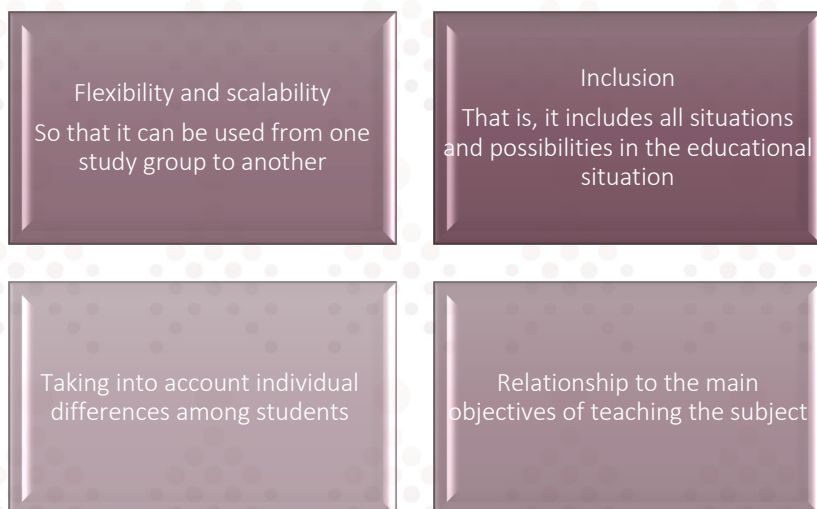 Flexibility and scalability
So that it can be used from one
study group to another
Inclusion
That is, it includes all situations
and possibilities in the educational
situation
Taking into account individual
differences among students
Relationship to the main
objectives of teaching the subject